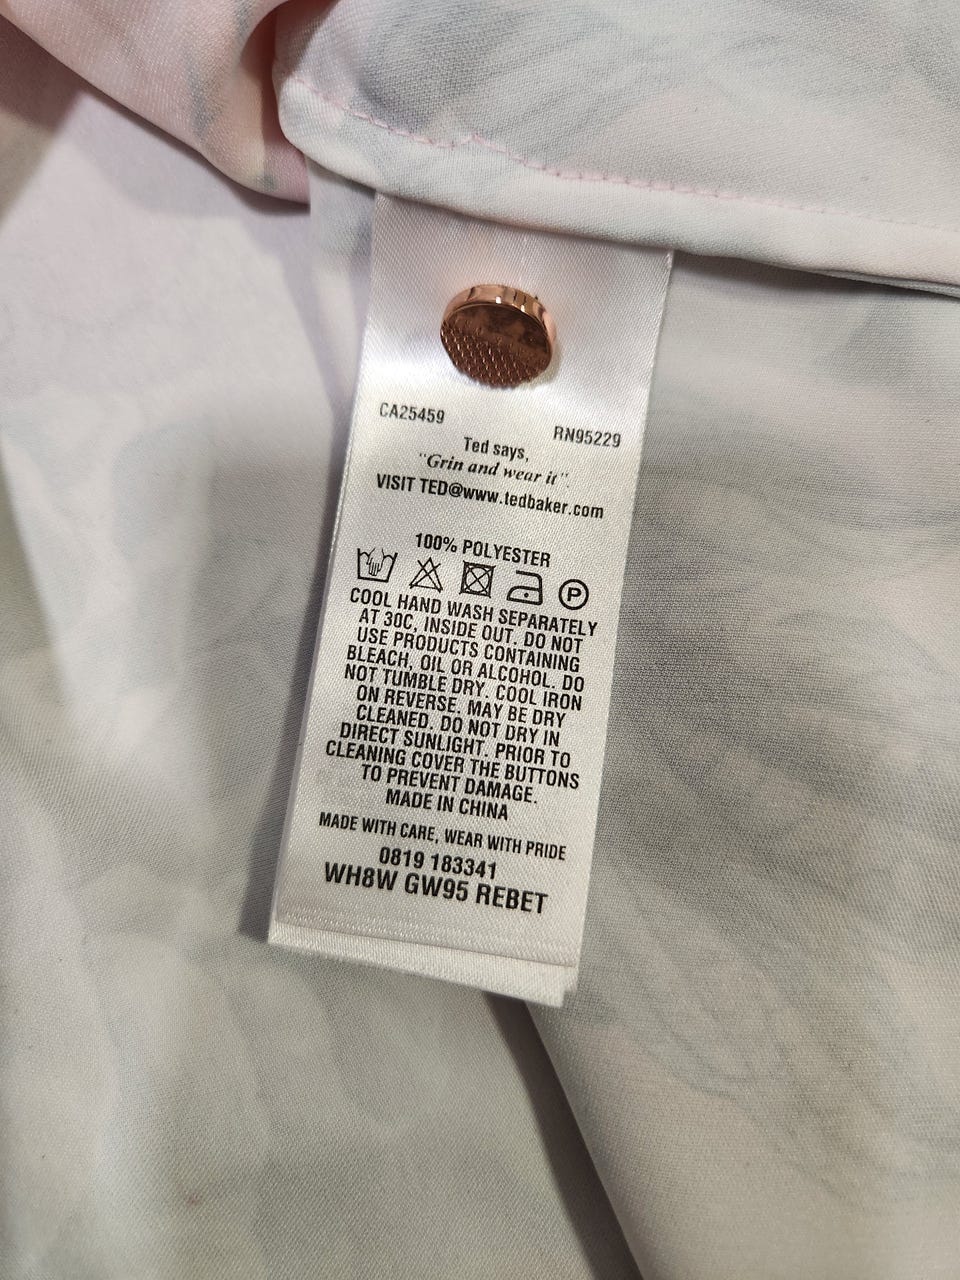 CA25459
RN95229
Ted says,
"Grin and wear it".
VISIT TED@www.tedbaker.com
100% POLYESTER
P
COOL HAND WASH SEPARATELY
AT 30C, INSIDE OUT. DO NOT
USE PRODUCTS CONTAINING
BLEACH, OIL OR ALCOHOL. DO
NOT TUMBLE DRY. COOL IRON
ON REVERSE. MAY BE DRY
CLEANED. DO NOT DRY IN
DIRECT SUNLIGHT. PRIOR TO
CLEANING COVER THE BUTTONS
TO PREVENT DAMAGE.
MADE IN CHINA
MADE WITH CARE, WEAR WITH PRIDE
0819 183341
WH8W GW95 REBET